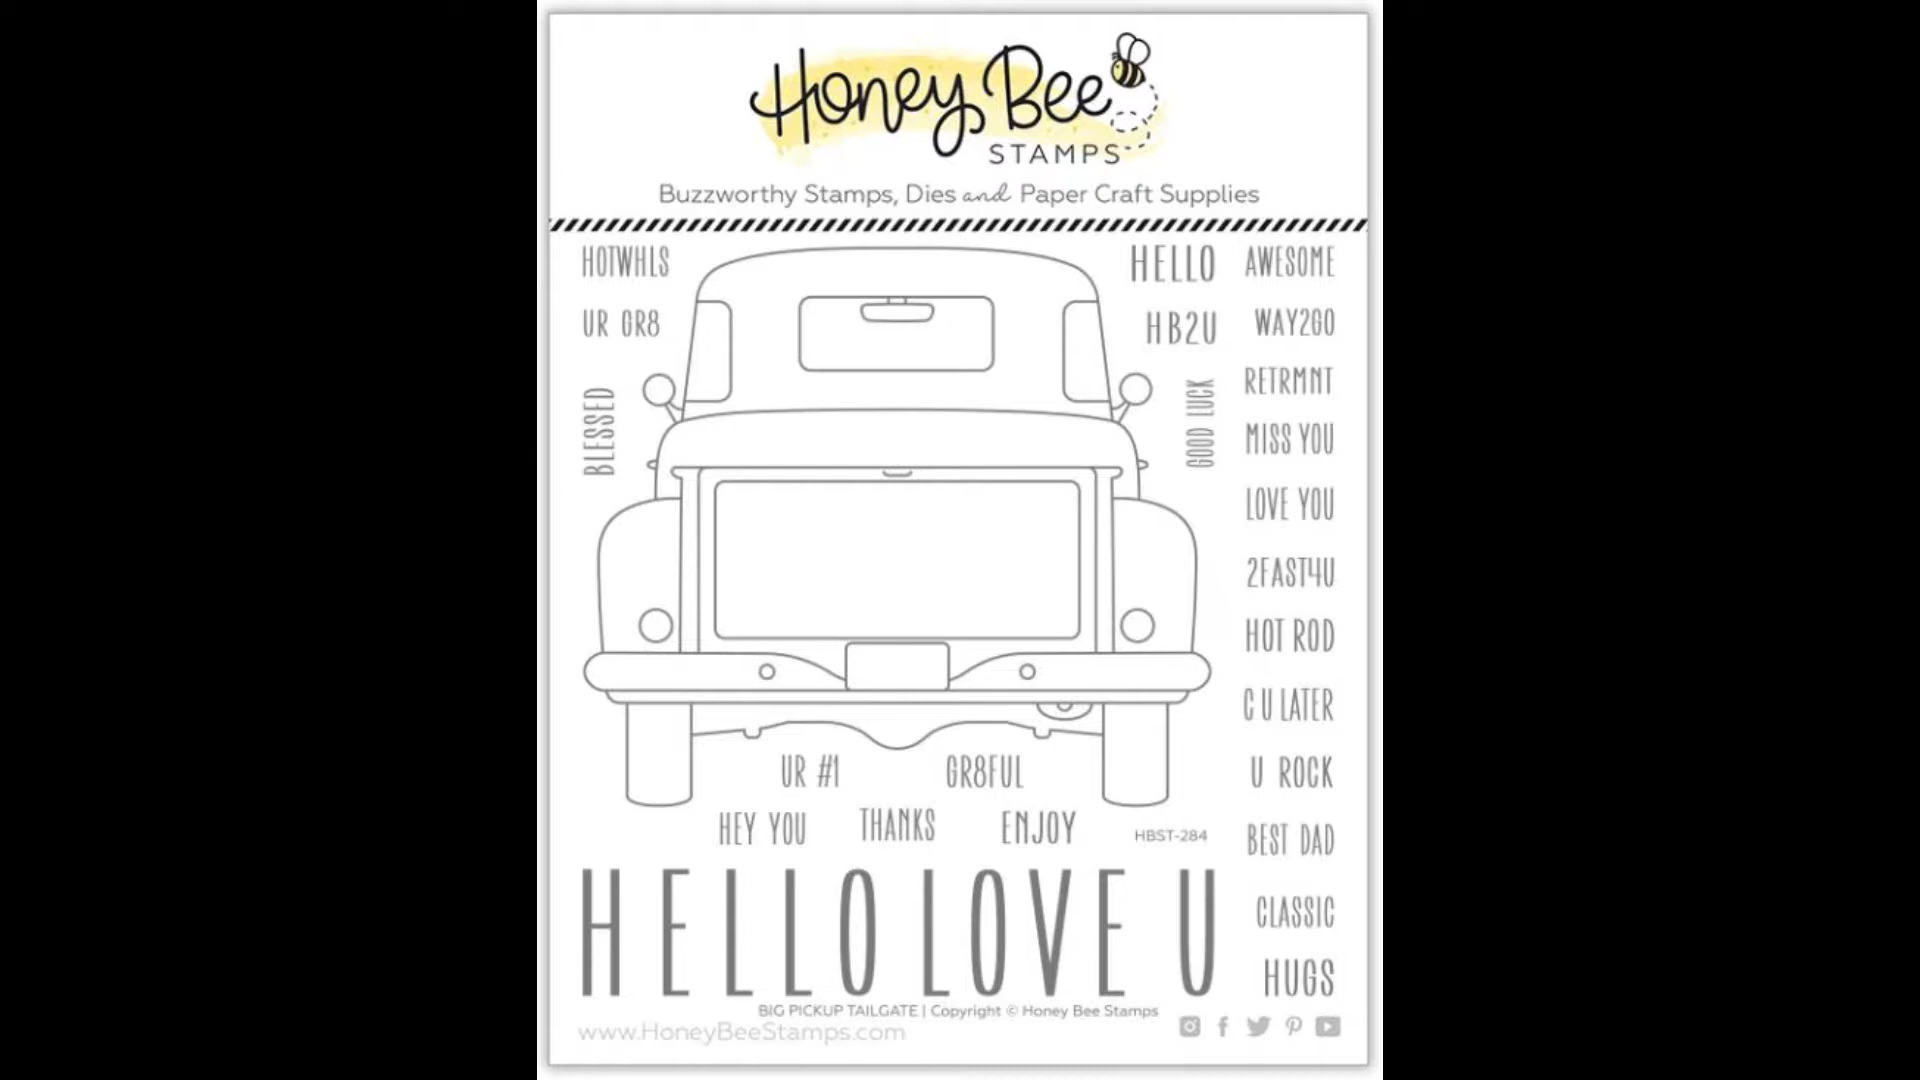 Honey Bee
STAMPS
Buzzworthy Stamps, Dies and Paper Craft Supplies
HOTWHLS
HELLO
AWESOME
UR GR8
HB2U
WAY2GO
BLESSED
GOOD LUCK
RETRMNT
MISS YOU
LOVE YOU
2FAST4U
HOT ROD
C U LATER
UR #1
GR8FUL
U ROCK
HEY YOU
THANKS
ENJOY
HBST-284
BEST DAD
HELLO LOVE U
CLASSIC
HUGS
BIG PICKUP TAILGATE | Copyright © Honey Bee Stamps
www.HoneyBeeStamps.com